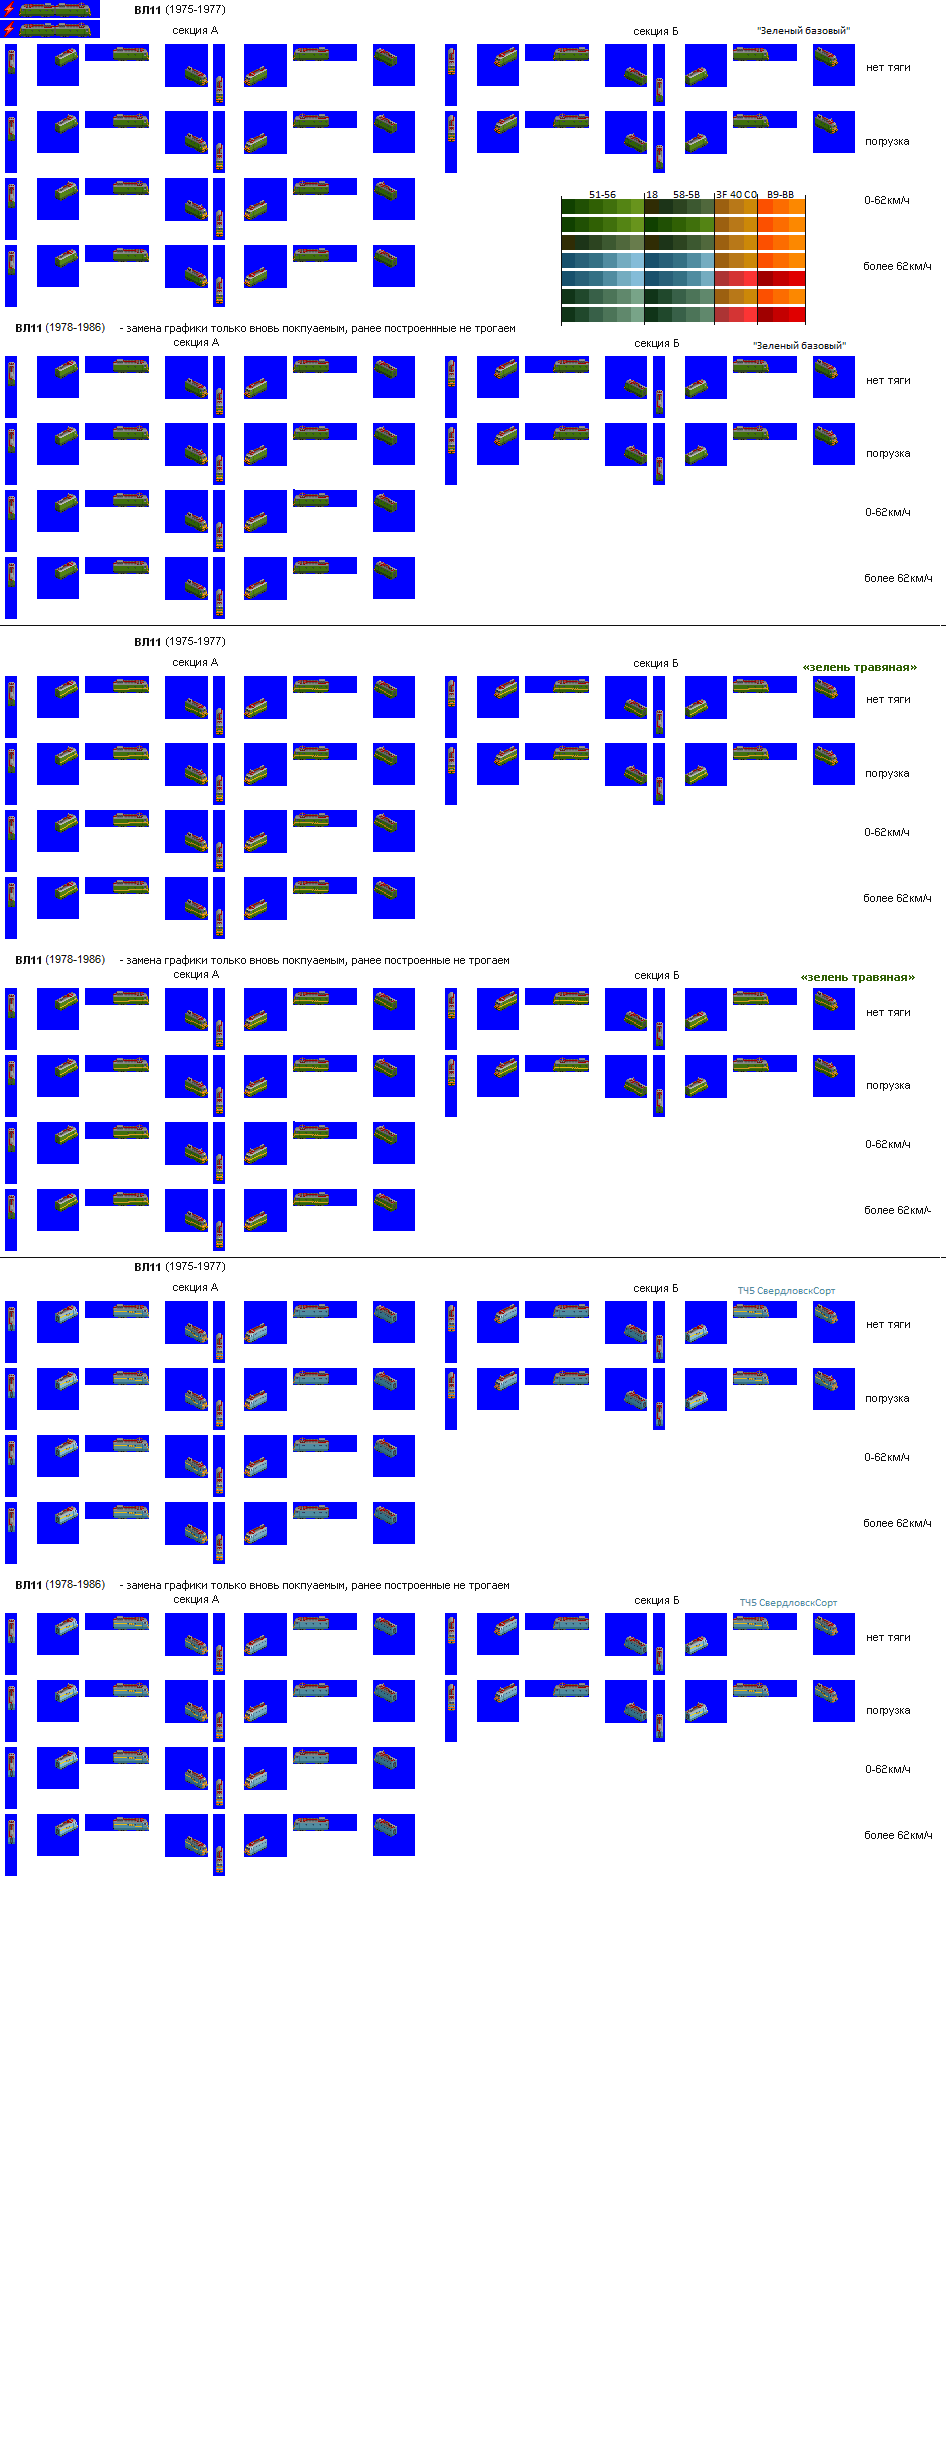 ВЛ11 (1975-1977)
секция А
секция Б
"Зеленый базовый"
нет тяги
погрузка
51-56 18 58-5B 3F 40 C0 B9-BB
0-62км/ч
более 62км/ч
ВЛ11 (1978-1986) - замена графики только вновь покпуаемым, ранее построеннные не трогаем
секция А
секция Б
"Зеленый базовый"
нет тяги
погрузка
0-62км/ч
более 62км/ч
ВЛ11 (1975-1977)
секция А
секция Б
«зелень травяная»
нет тяги
погрузка
0-62км/ч
более 62км/ч
ВЛ11 (1978-1986) - замена графики только вновь покпуаемым, ранее построенные не трогаем
секция А
секция Б
«зелень травяная»
нет тяги
погрузка
0-62км/ч
более 62км/-
ВЛ11 (1975-1977)
секция А
секция Б
ТЧ5 СвердловскСорт
нет тяги
погрузка
0-62км/ч
более 62км/ч
ВЛ11 (1978-1986) - замена графики только вновь покпуаемым, ранее построенные не трогаем
секция А
секция Б
ТЧ5 СвердловскСорт
нет тяги
погрузка
0-62км/ч
более 62км/ч